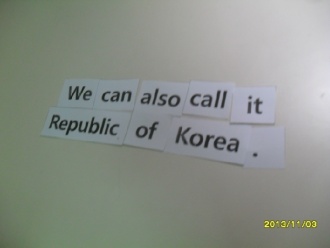 We can also call it
Republic of Korea .
2013/11/03